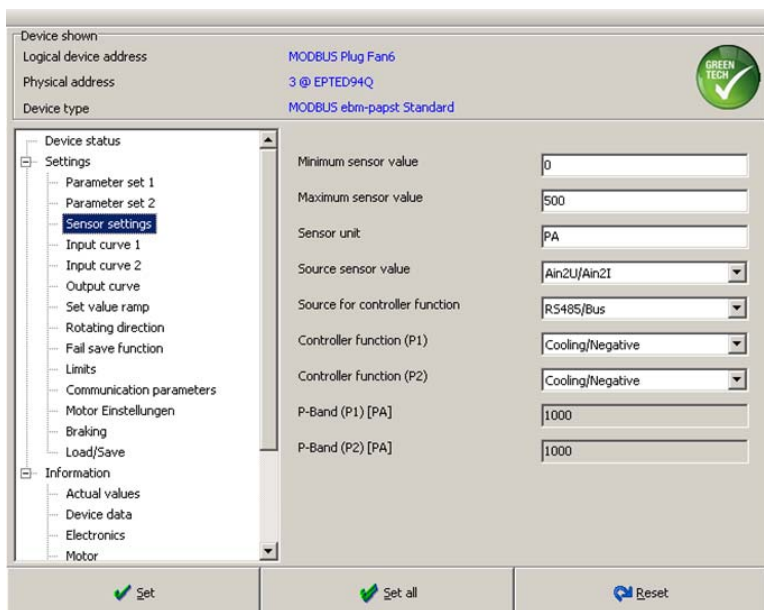 Device shown
Logical device address MODBUS Plug Fan6
Physical address 3 @ EPTED94Q
Device type MODBUS ebm-papst Standard
GREEN
TECH
Device status
Settings
Parameter set 1
Parameter set 2
Sensor settings
Input curve 1
Input curve 2
Output curve
Set value ramp
Rotating direction
Fail save function
Limits
Communication parameters
Motor Einstellungen
Braking
Load/Save
Information
Actual values
Device data
Electronics
Motor
Minimum sensor value 0
Maximum sensor value 500
Sensor unit PA
Source sensor value Ain2U/Ain2I
Source for controller function RS485/Bus
Controller function (P1) Cooling/Negative
Controller function (P2) Cooling/Negative
P-Band (P1) [PA] 1000
P-Band (P2) [PA] 1000
Set Set all Reset